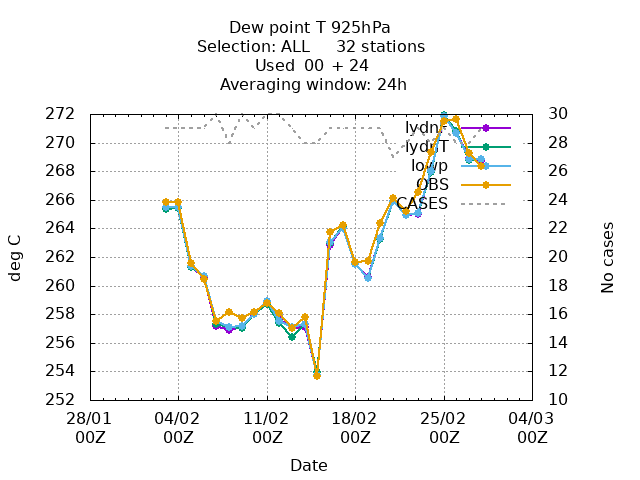 Dew point T 925hPa
Selection: ALL 32 stations
Used 00 + 24
Averaging window: 24h
272 30
270 28
268 26
266 24
264 22
262 20
260 18
258 16
256 14
254 12
252 10
deg C
No cases
lydnF
lydrT
lowp
OBS
CASES
28/01 04/02 11/02 18/02 25/02 04/03
00Z 00Z 00Z 00Z 00Z 00Z
Date